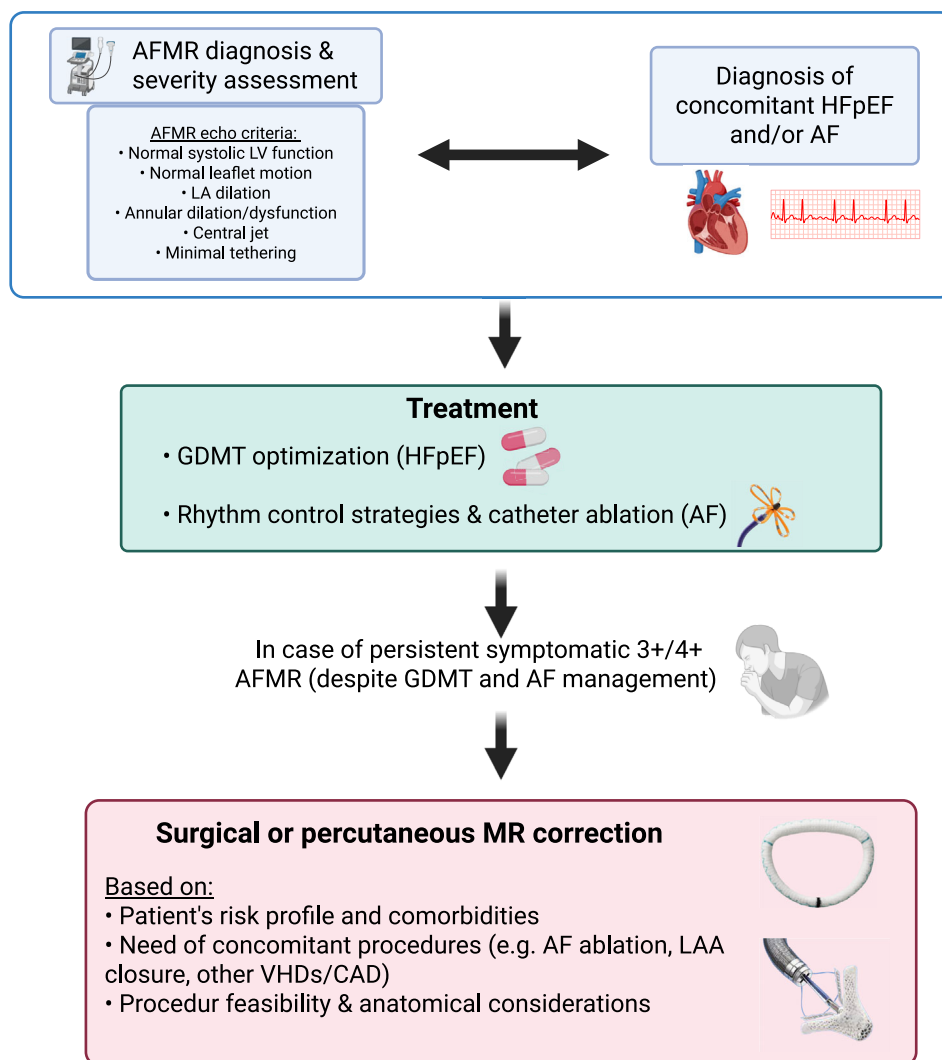 AFMR diagnosis &
severity assessment
AFMR echo criteria:
• Normal systolic LV function
• Normal leaflet motion
• LA dilation
• Annular dilation/dysfunction
• Central jet
• Minimal tethering
Diagnosis of
concomitant HFpEF
and/or AF
Treatment
• GDMT optimization (HFpEF)
• Rhythm control strategies & catheter ablation (AF)
In case of persistent symptomatic 3+/4+
AFMR (despite GDMT and AF management)
Surgical or percutaneous MR correction
Based on:
• Patient's risk profile and comorbidities
• Need of concomitant procedures (e.g. AF ablation, LAA
closure, other VHDs/CAD)
• Procedur feasibility & anatomical considerations